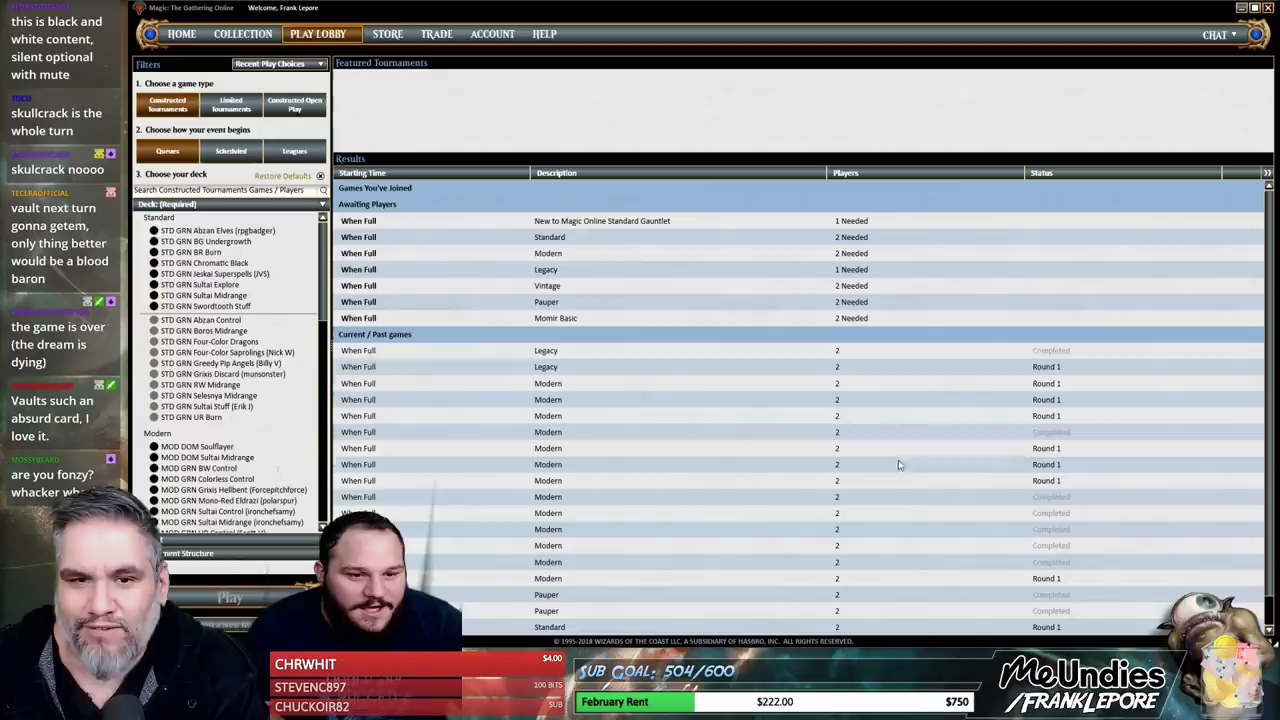 this is black and
white content,
silent optional
with mute
skullcrack is the
whole turn
skulcrack noooo
TECERADFICIAL
vault next turn
gonna getem,
only thing better
would be a blood
baron
the game is over
(the dream is
dying)
Vaults such an
absurd card, I
love it.
MOSSYBEARD
are you fonzy?
Magic: The Gathering Online
Welcome, Frank Lepore
HOME COLLECTION PLAY LOBBY STORE TRADE ACCOUNT HELP
CHAT
Filters
Recent Play Choices
1. Choose a game type
Constructed Tournaments
Limited Tournaments
Constructed Open Play
2. Choose how your event begins
Queues Scheduled Leagues
3. Choose your deck
Restore Defaults
Search Constructed Tournaments Games / Players
Deck: (Required)
Standard
STD GRN Abzan Elves (rpgbadger)
STD GRN BG Undergrowth
STD GRN BR Burn
STD GRN Chromatic Black
STD GRN Jeskai Superspells (JVS)
STD GRN Sultai Explore
STD GRN Sultai Midrange
STD GRN Swordtooth Stuff
STD GRN Abzan Control
STD GRN Boros Midrange
STD GRN Four-Color Dragons
STD GRN Four-Color Saprolings (Nick W)
STD GRN Greedy Pip Angels (Billy V)
STD GRN Grixis Discard (munsonster)
STD GRN RW Midrange
STD GRN Selesnya Midrange
STD GRN Sultai Stuff (Erik J)
STD GRN UR Burn
Modern
MOD DOM Soulflayer
MOD DOM Sultai Midrange
MOD GRN BW Control
MOD GRN Colorless Control
MOD GRN Grixis Hellbent (Forcepitchforce)
MOD GRN Mono-Red Eldrazi (polarspur)
MOD GRN Sultai Control (ironchefsamy)
MOD GRN Sultai Midrange (ironchefsamy)
ment Structure
Play
Featured Tournaments
Results
Starting Time Description Players Status
Games You've Joined
Awaiting Players
When Full New to Magic Online Standard Gauntlet 1 Needed
When Full Standard 2 Needed
When Full Modern 2 Needed
When Full Legacy 1 Needed
When Full Vintage 2 Needed
When Full Pauper 2 Needed
When Full Momir Basic 2 Needed
Current / Past games
When Full Legacy 2 Completed
When Full Legacy 2 Round 1
When Full Modern 2 Round 1
When Full Modern 2 Round 1
When Full Modern 2 Round 1
When Full Modern 2 Completed
When Full Modern 2 Round 1
When Full Modern 2 Round 1
When Full Modern 2 Round 1
When Full Modern 2 Completed
Modern 2 Completed
Modern 2 Completed
Modern 2 Completed
Modern 2 Completed
Modern 2 Round 1
Pauper 2 Completed
Pauper 2 Completed
Standard 2 Round 1
© 1995-2018 WIZARDS OF THE COAST LLC, A SUBSIDIARY OF HASBRO, INC. ALL RIGHTS RESERVED.
CHRWHIT $4.00
STEVENC897 100 BITS
CHUCKOIR82 SUB
SUB GOAL: 504/600
February Rent $222.00 $750
MeUndies
/FRANKLEPORE